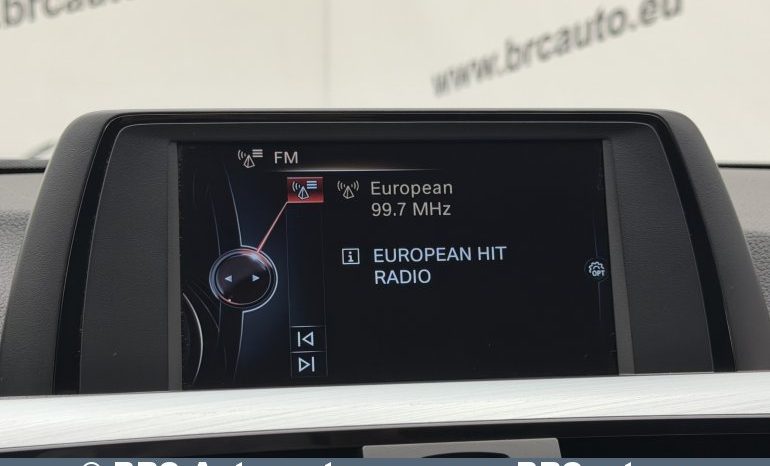 www.brcauto.eu
FM
European
99.7 MHz
EUROPEAN HIT
RADIO
OPT